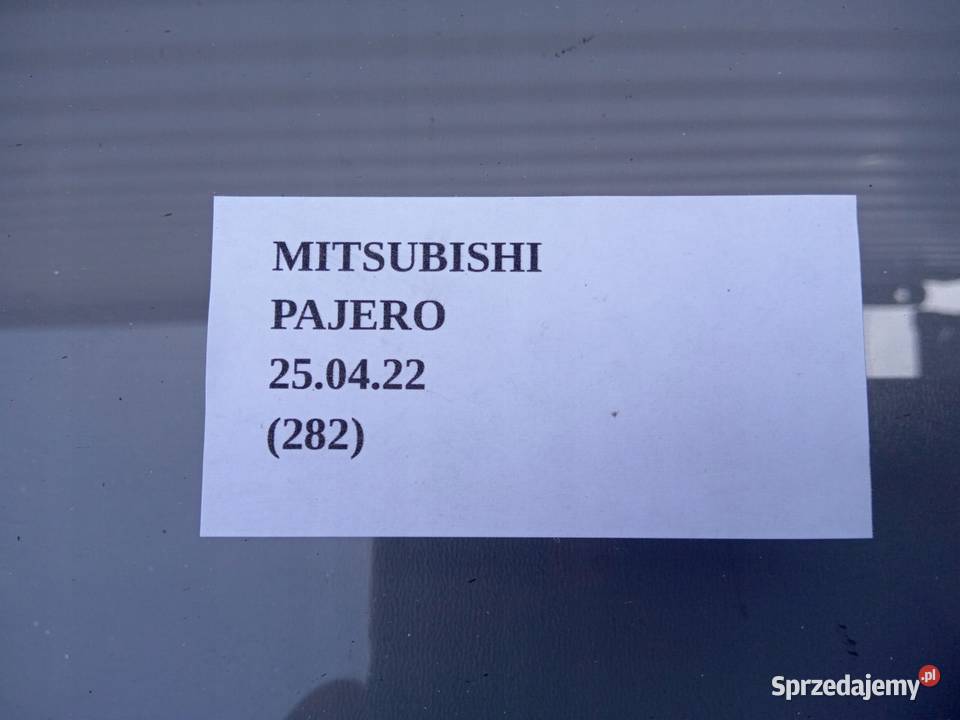 MITSUBISHI
PAJERO
25.04.22
(282)
Sprzedajemy.pl